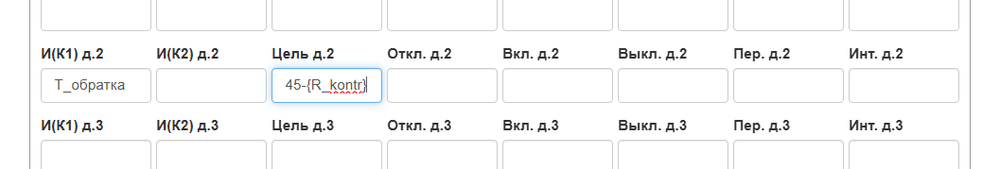 И(К1) д.2 И(К2) д.2 Цель д.2 Откл. д.2 Вкл. д.2 Выкл. д.2 Пер. д.2 Инт. д.2
Т_обратка 45-{R_kontr}
И(К1) д.3 И(К2) д.3 Цель д.3 Откл. д.3 Вкл. д.3 Выкл. д.3 Пер. д.3 Инт. д.3